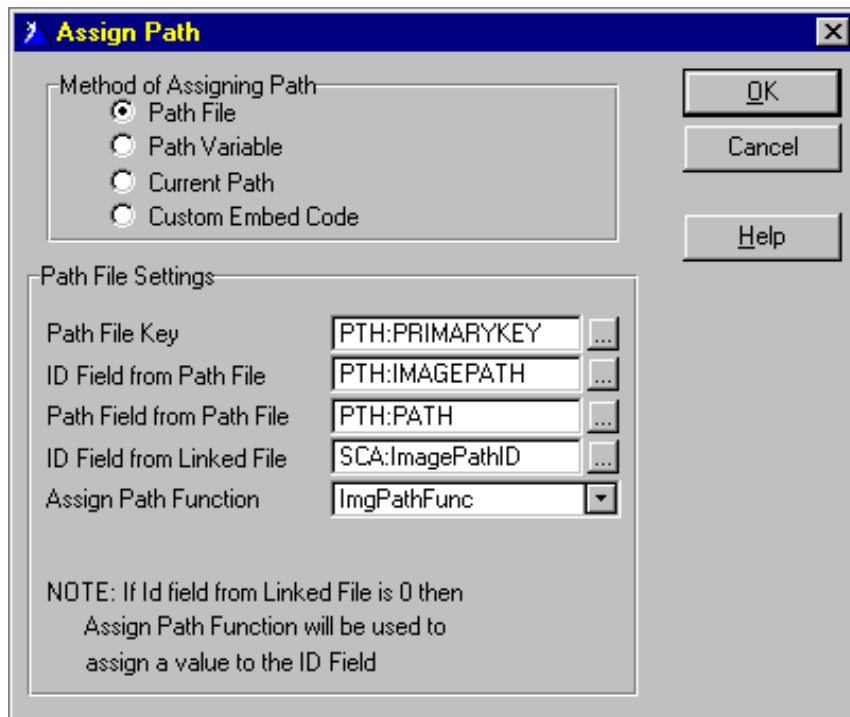 Assign Path
Method of Assigning Path
Path File
Path Variable
Current Path
Custom Embed Code
OK
Cancel
Help
Path File Settings
Path File Key PTH:PRIMARYKEY ...
ID Field from Path File PTH:IMAGEPATH ...
Path Field from Path File PTH:PATH ...
ID Field from Linked File SCA:ImagePathID ...
Assign Path Function ImgPathFunc
NOTE: If Id field from Linked File is 0 then
Assign Path Function will be used to
assign a value to the ID Field